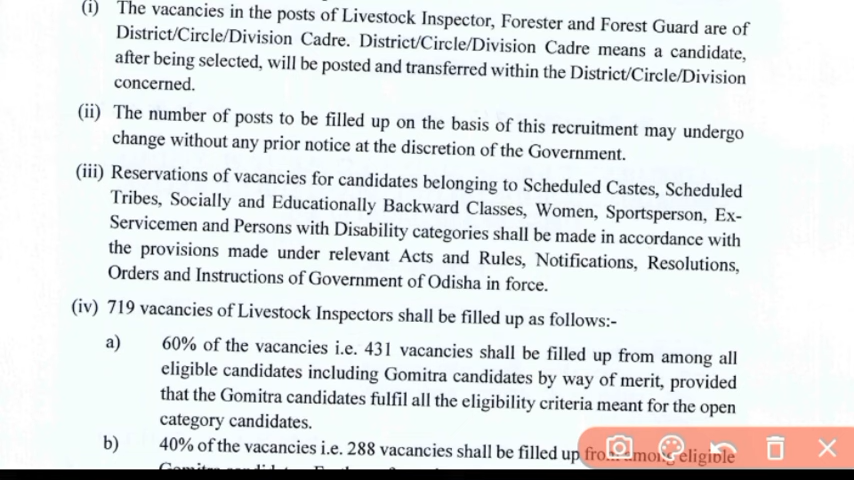 (i) The vacancies in the posts of Livestock Inspector, Forester and Forest Guard are of
District/Circle/Division Cadre. District/Circle/Division Cadre means a candidate,
after being selected, will be posted and transferred within the District/Circle/Division
concerned.
(ii) The number of posts to be filled up on the basis of this recruitment may undergo
change without any prior notice at the discretion of the Government.
(iii) Reservations of vacancies for candidates belonging to Scheduled Castes, Scheduled
Tribes, Socially and Educationally Backward Classes, Women, Sportsperson, Ex-
Servicemen and Persons with Disability categories shall be made in accordance with
the provisions made under relevant Acts and Rules, Notifications, Resolutions,
Orders and Instructions of Government of Odisha in force.
(iv) 719 vacancies of Livestock Inspectors shall be filled up as follows:-
a) 60% of the vacancies i.e. 431 vacancies shall be filled up from among all
eligible candidates including Gomitra candidates by way of merit, provided
that the Gomitra candidates fulfil all the eligibility criteria meant for the open
category candidates.
b) 40% of the vacancies i.e. 288 vacancies shall be filled up from among eligible